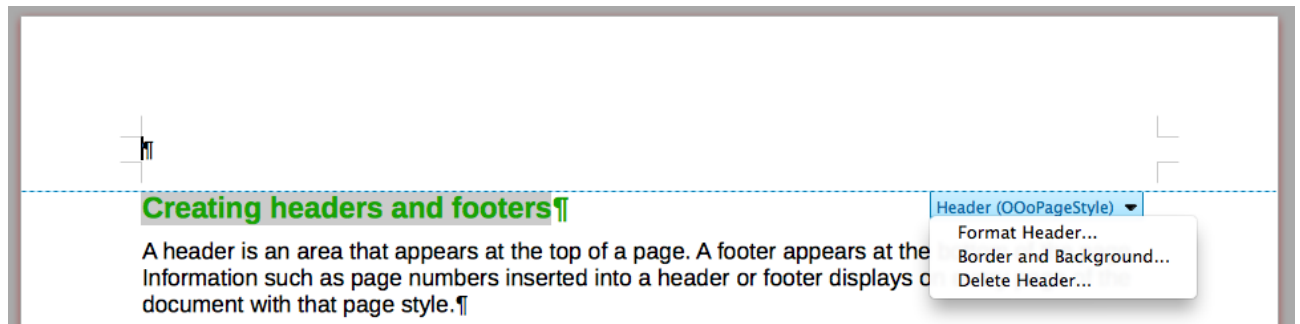 ¶
Creating headers and footers¶
Header (OOoPageStyle)
Format Header...
Border and Background...
Delete Header...
A header is an area that appears at the top of a page. A footer appears at the
Information such as page numbers inserted into a header or footer displays
document with that page style.¶